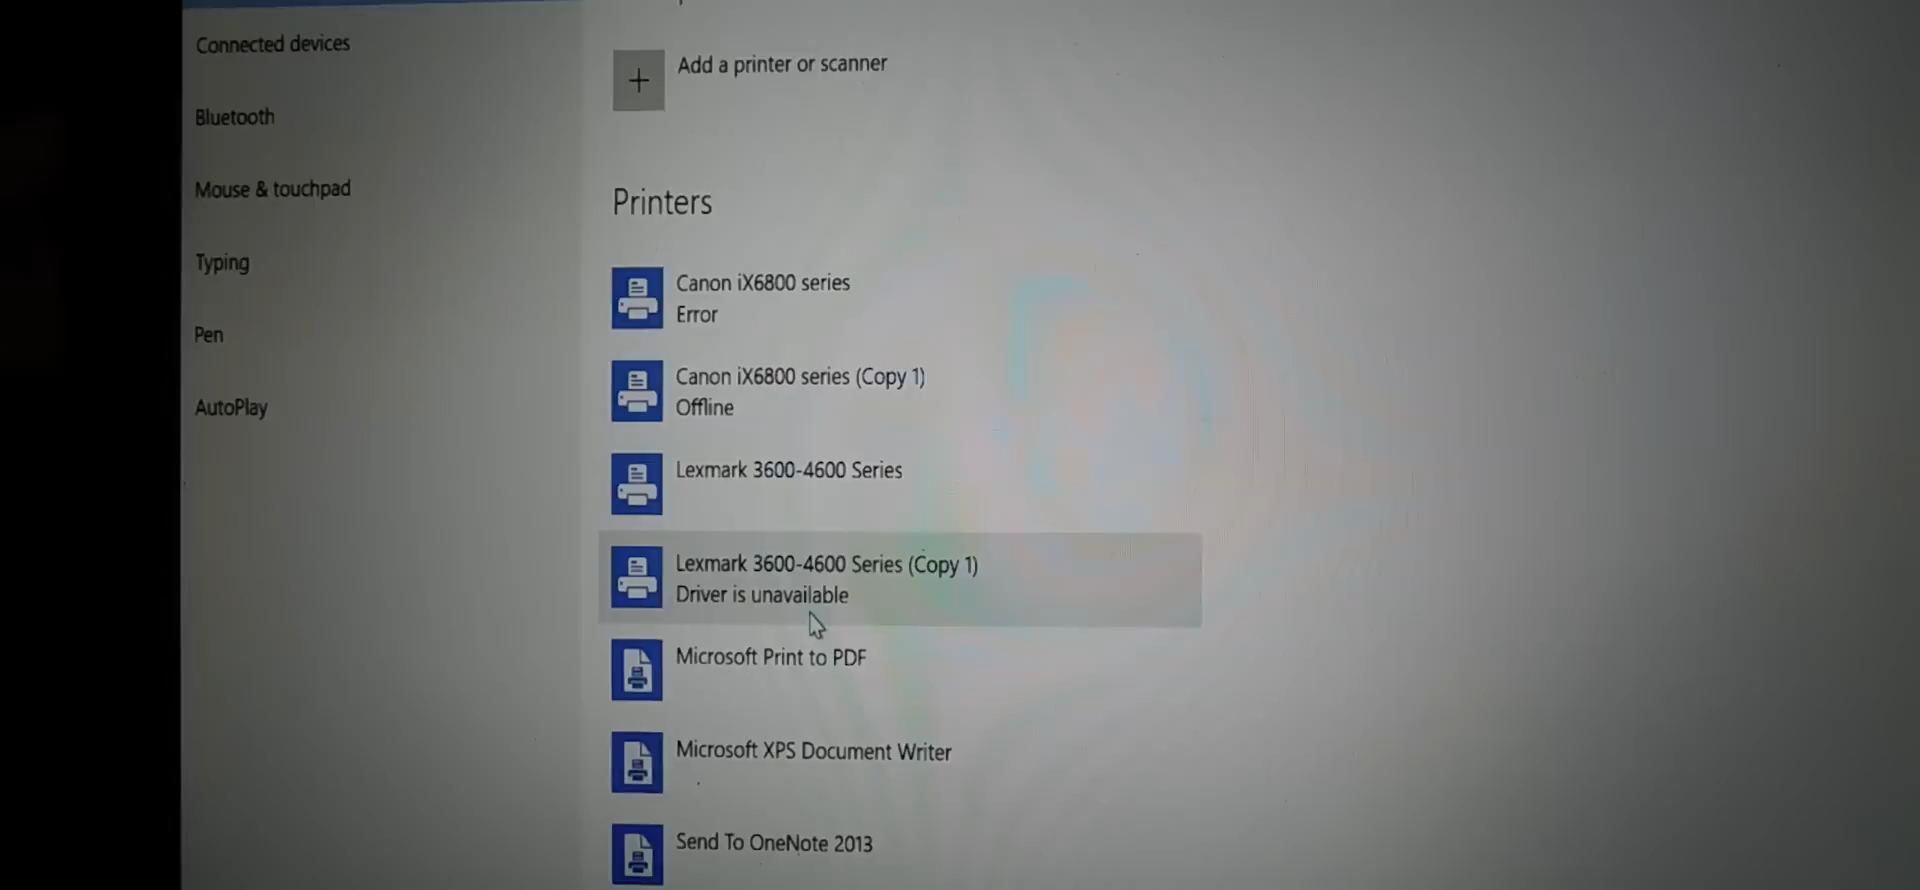 Connected devices
Bluetooth
Mouse & touchpad
Typing
Pen
AutoPlay
Add a printer or scanner
Printers
Canon iX6800 series
Error
Canon iX6800 series (Copy 1)
Offline
Lexmark 3600-4600 Series
Lexmark 3600-4600 Series (Copy 1)
Driver is unavailable
Microsoft Print to PDF
Microsoft XPS Document Writer
Send To OneNote 2013